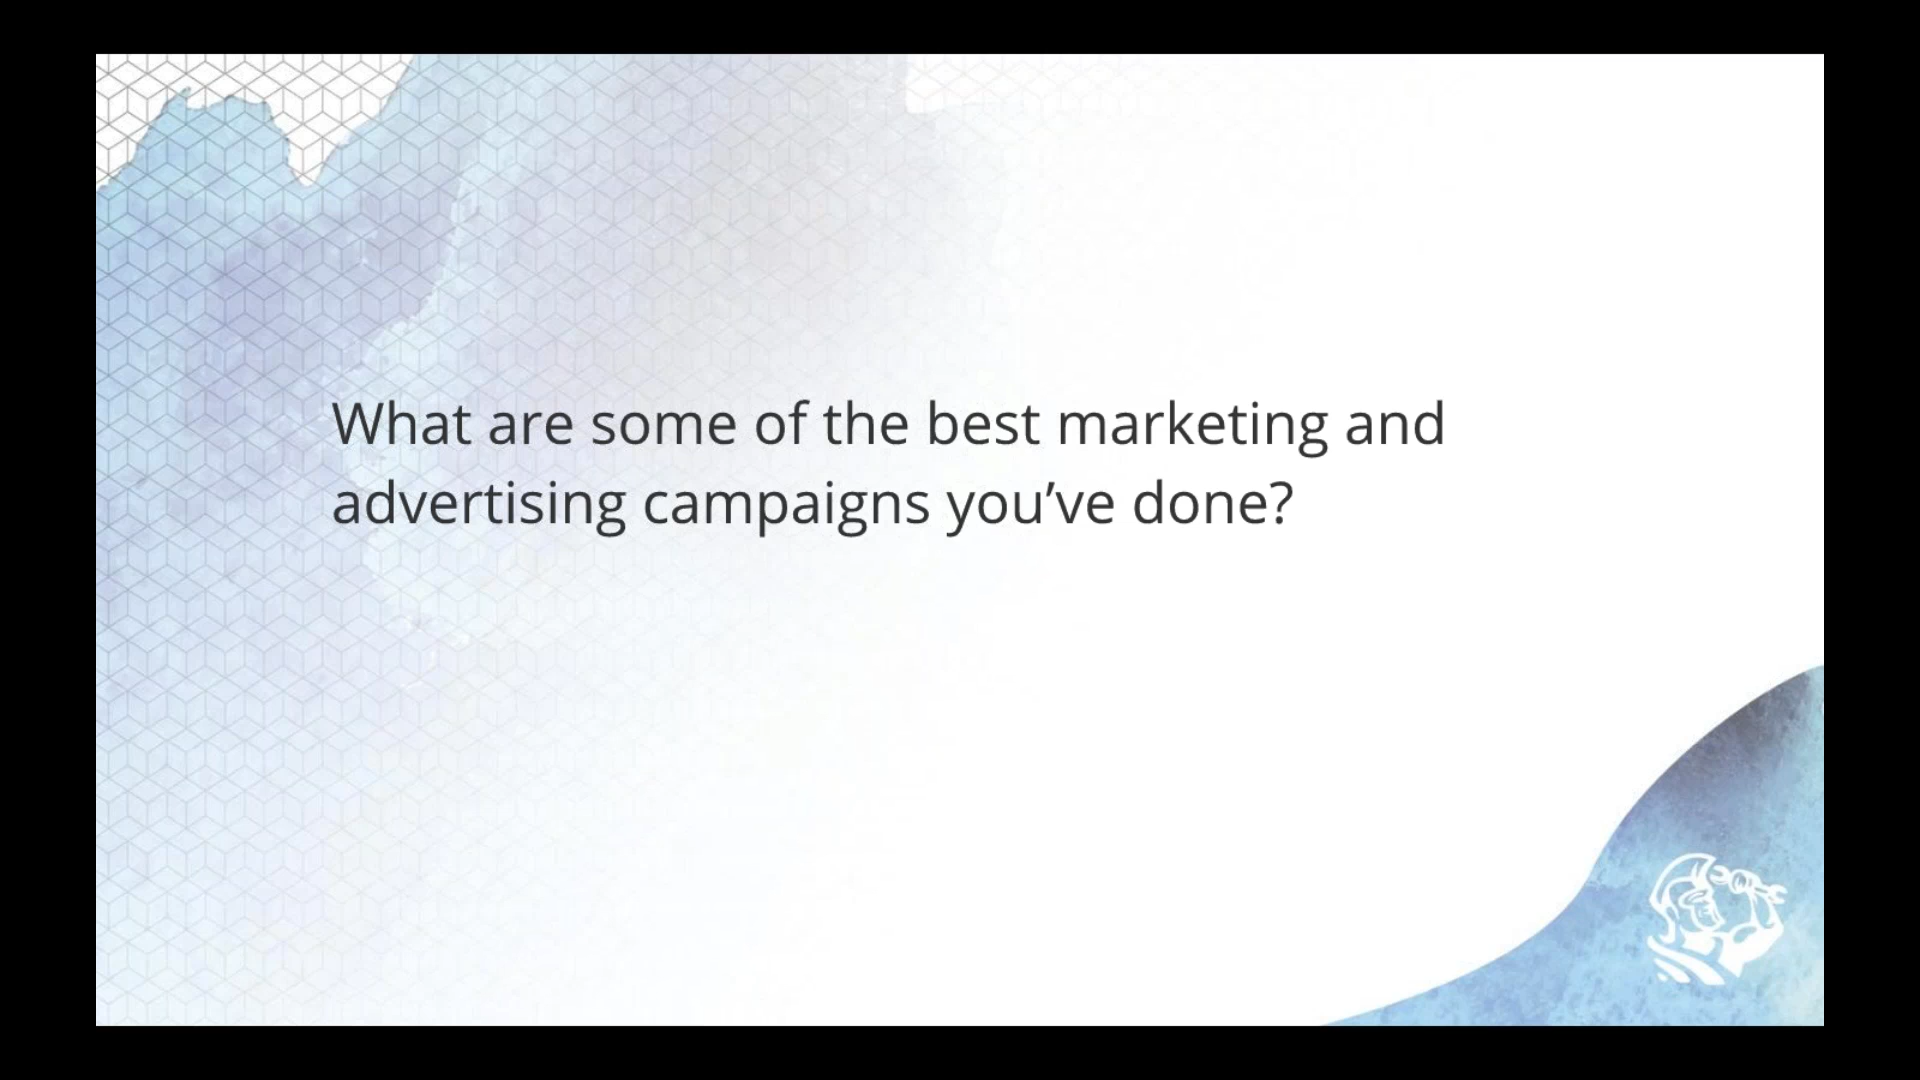 What are some of the best marketing and
advertising campaigns you’ve done?